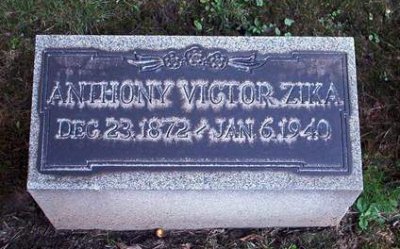 ANTHONY VICTOR ZIKA
DEC. 23, 1872 / JAN. 6, 1940